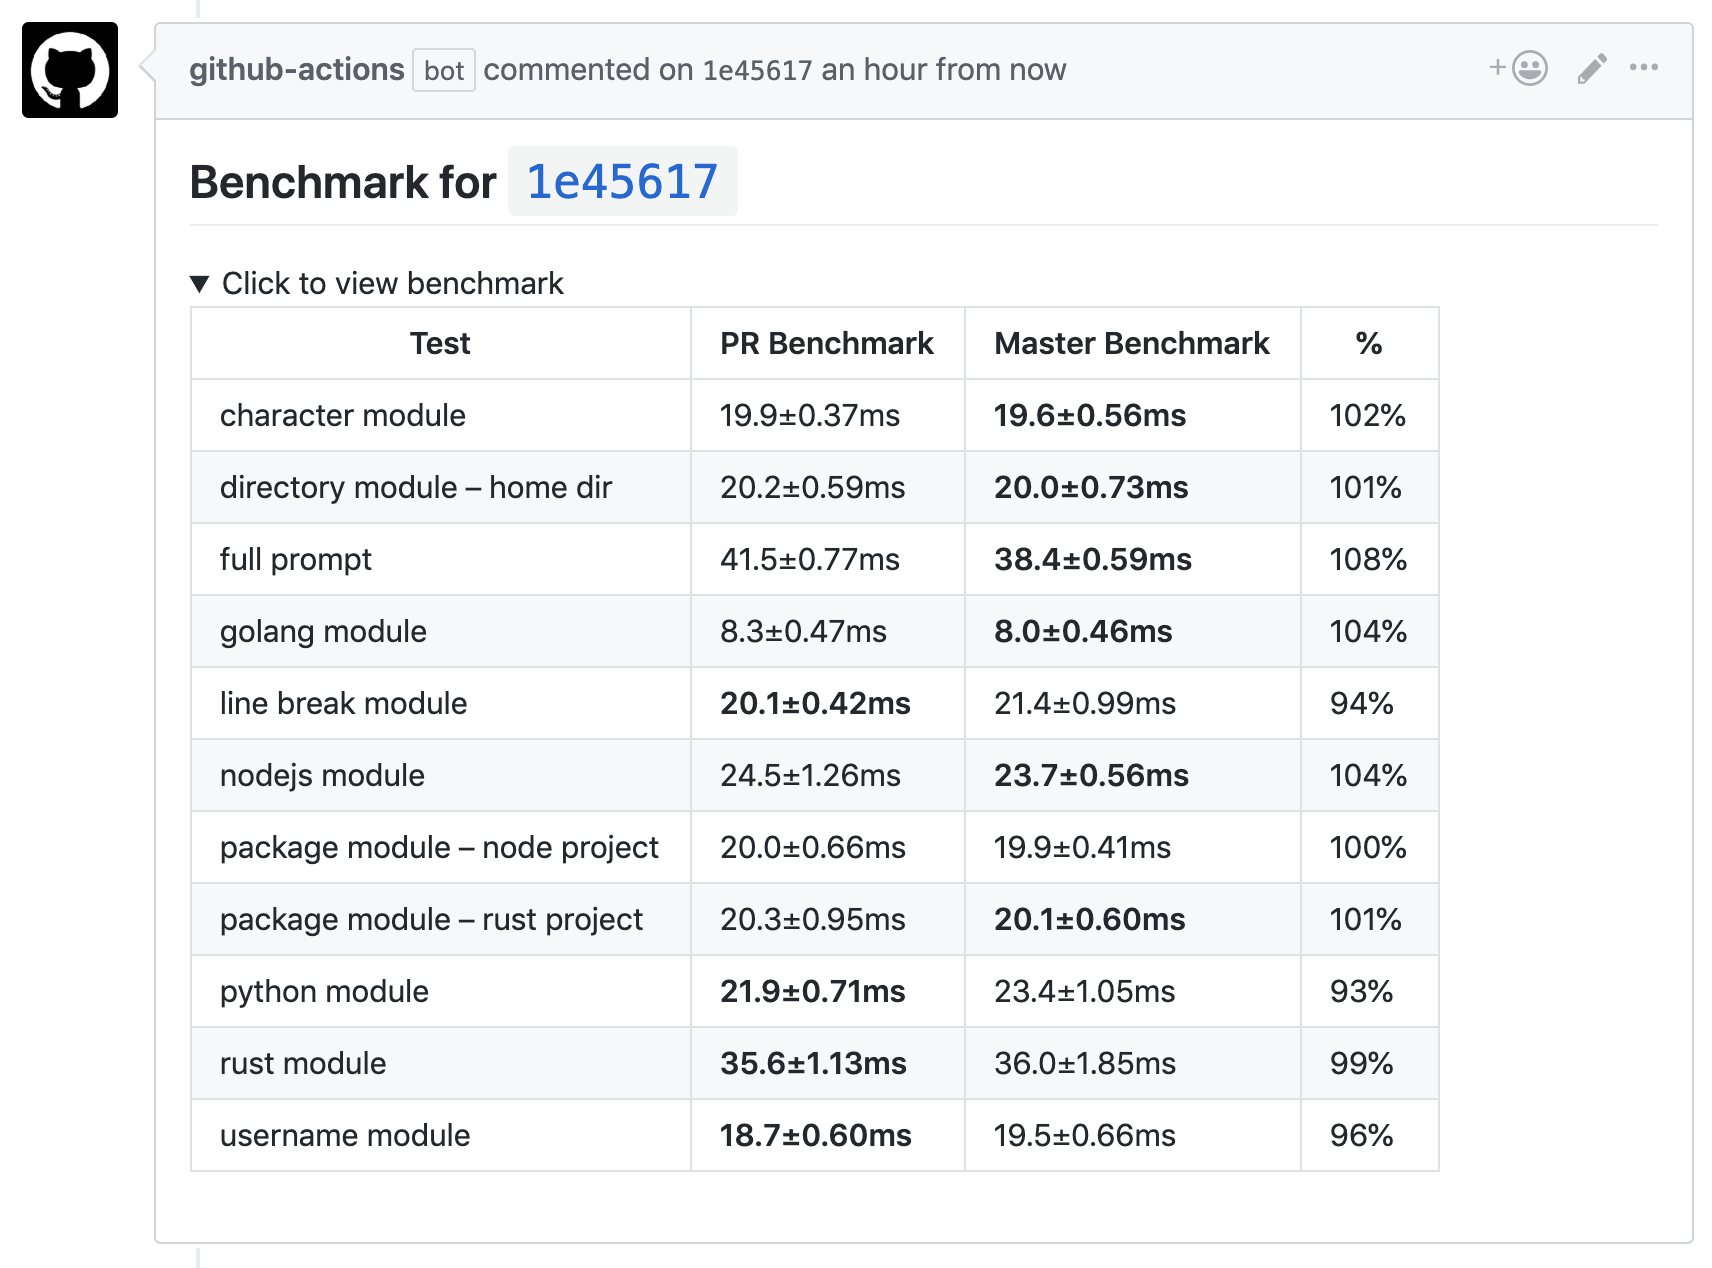 github-actions bot commented on 1e45617 an hour from now
Benchmark for 1e45617
▼ Click to view benchmark
Test PR Benchmark Master Benchmark %
character module 19.9±0.37ms 19.6±0.56ms 102%
directory module – home dir 20.2±0.59ms 20.0±0.73ms 101%
full prompt 41.5±0.77ms 38.4±0.59ms 108%
golang module 8.3±0.47ms 8.0±0.46ms 104%
line break module 20.1±0.42ms 21.4±0.99ms 94%
nodejs module 24.5±1.26ms 23.7±0.56ms 104%
package module – node project 20.0±0.66ms 19.9±0.41ms 100%
package module – rust project 20.3±0.95ms 20.1±0.60ms 101%
python module 21.9±0.71ms 23.4±1.05ms 93%
rust module 35.6±1.13ms 36.0±1.85ms 99%
username module 18.7±0.60ms 19.5±0.66ms 96%